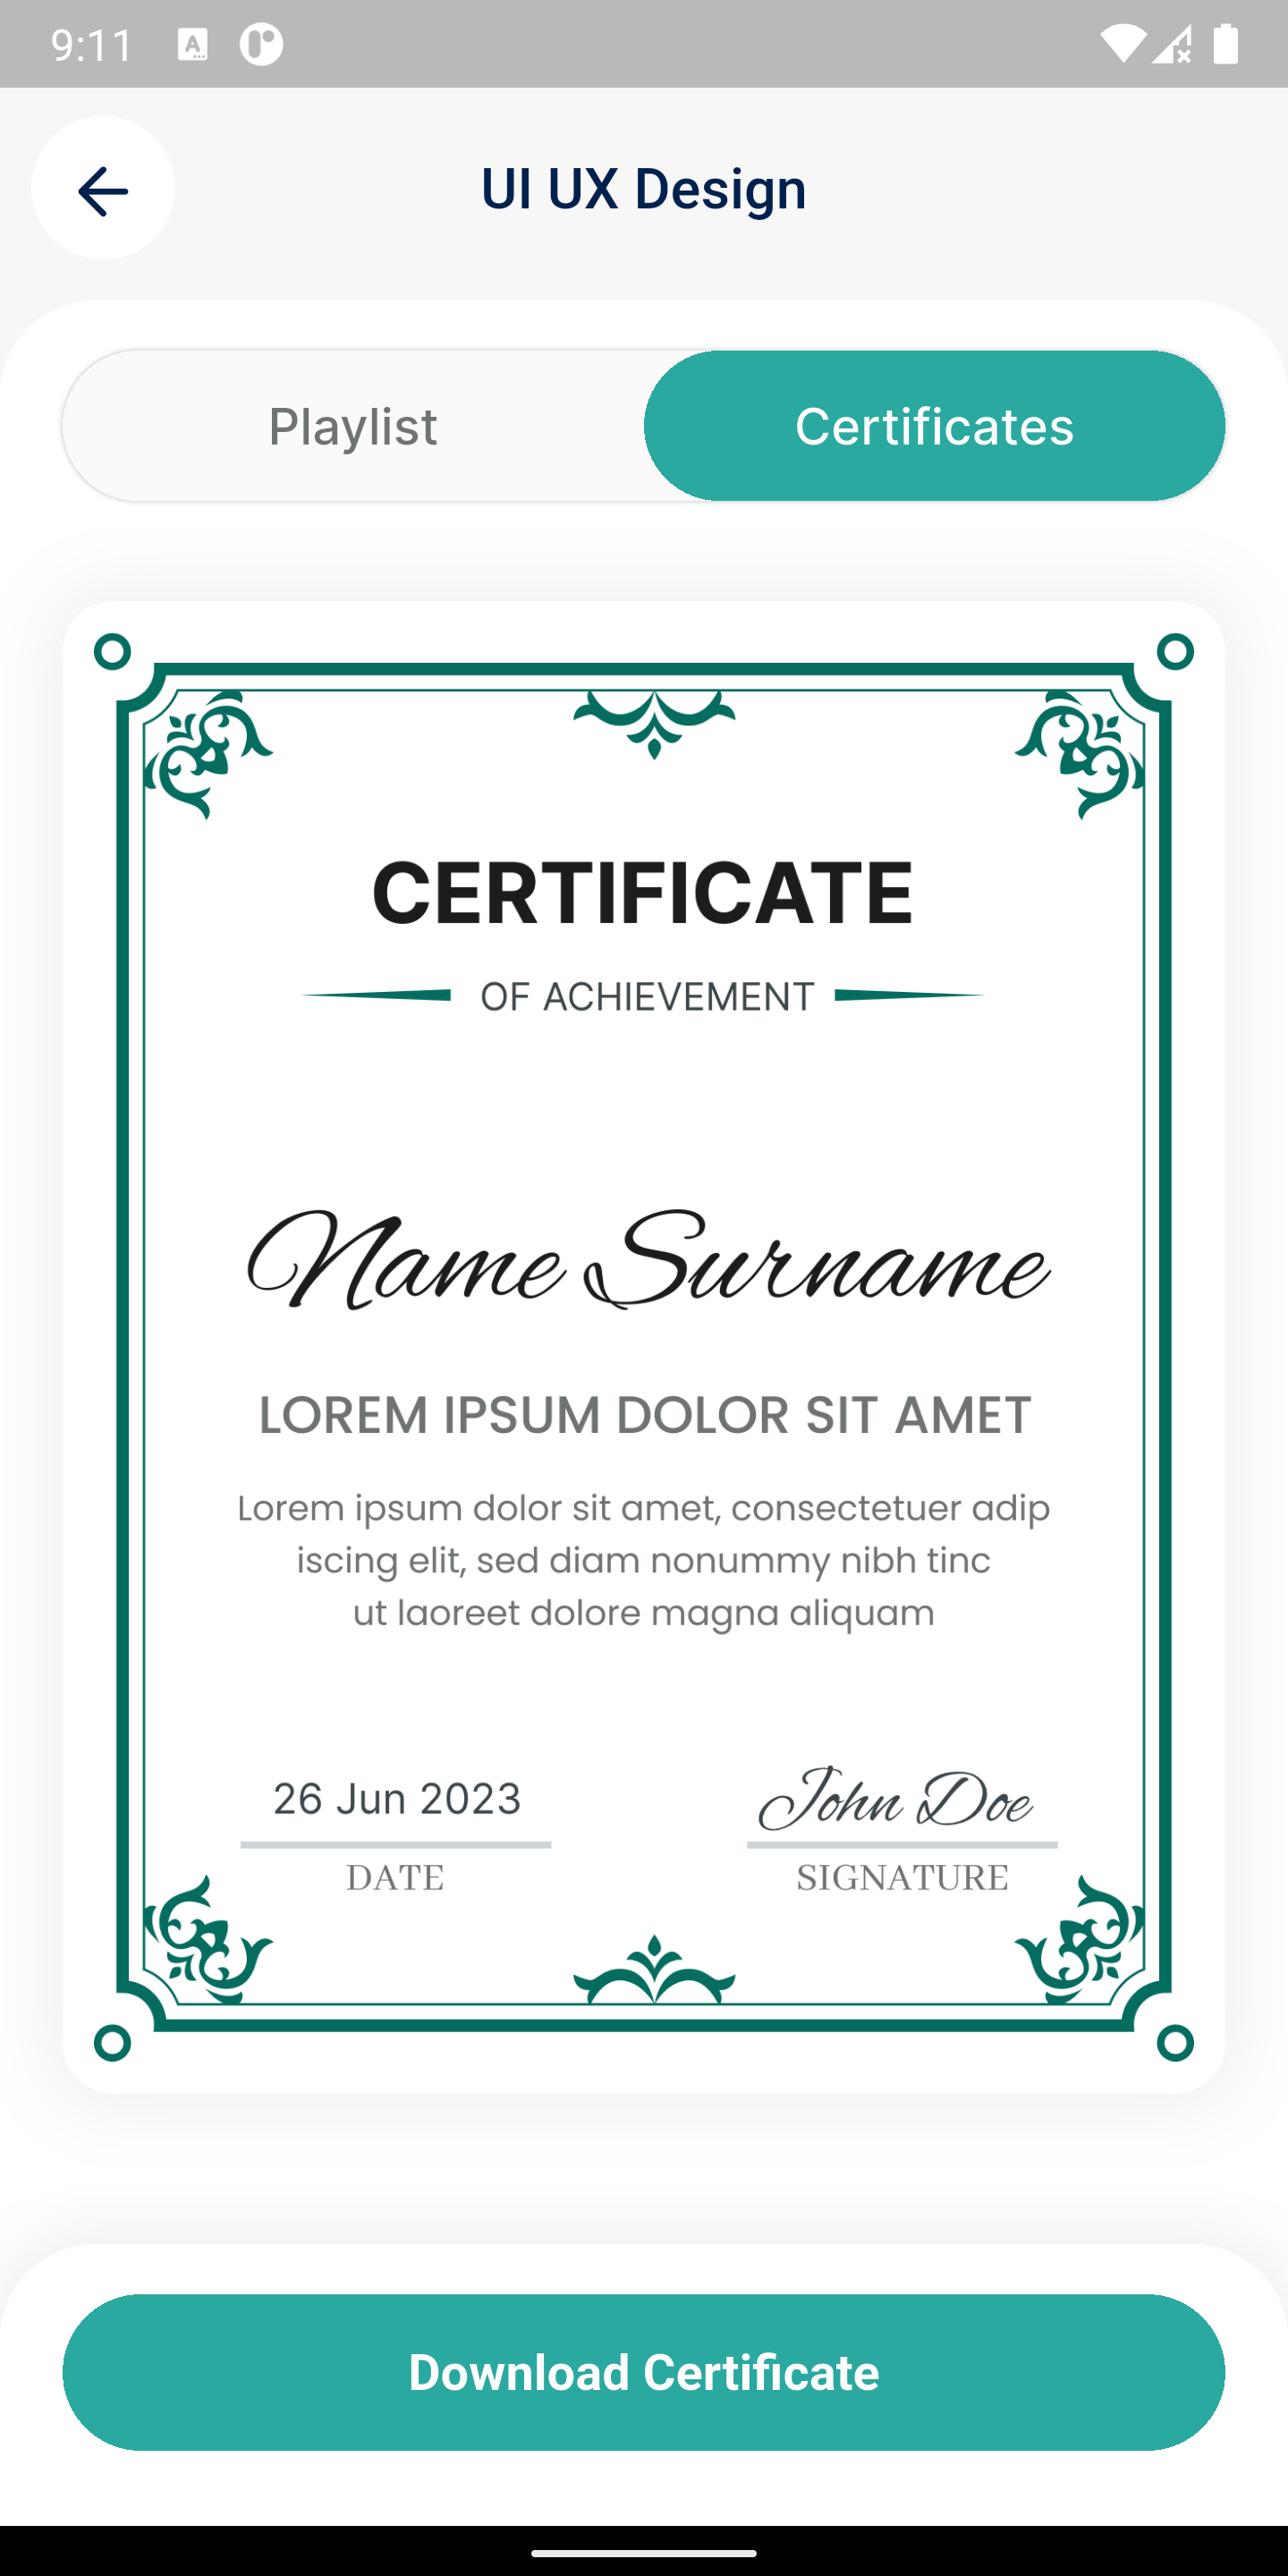 9:11
UI UX Design
Playlist
Certificates
CERTIFICATE
OF ACHIEVEMENT
Name Surname
LOREM IPSUM DOLOR SIT AMET
Lorem ipsum dolor sit amet, consectetuer adip
iscing elit, sed diam nonummy nibh tinc
ut laoreet dolore magna aliquam
26 Jun 2023
John Doe
DATE
SIGNATURE
Download Certificate